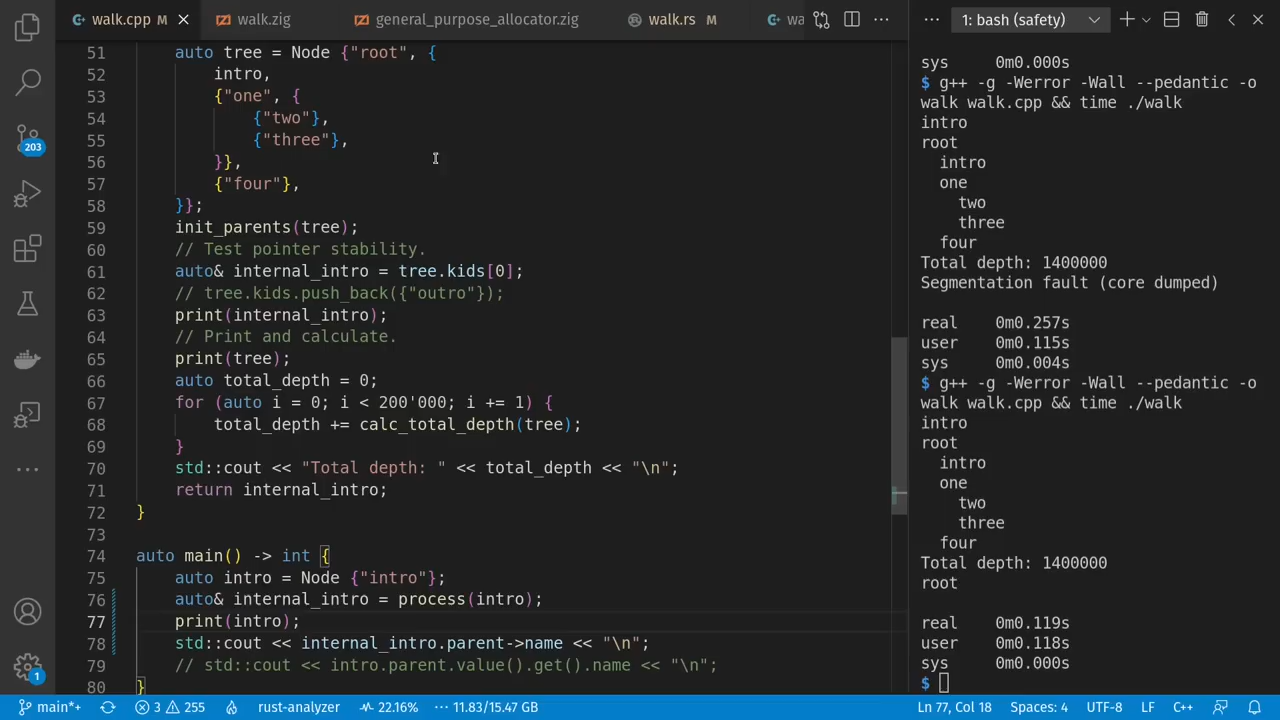 walk.cpp M
walk.zig
general_purpose_allocator.zig
walk.rs M
wa
1: bash (safety)
51 auto tree = Node {"root", {
52 intro,
53 {"one", {
54 {"two"},
55 {"three"},
56 }},
57 {"four"},
58 }};
59 init_parents(tree);
60 // Test pointer stability.
61 auto& internal_intro = tree.kids[0];
62 // tree.kids.push_back({"outro"});
63 print(internal_intro);
64 // Print and calculate.
65 print(tree);
66 auto total_depth = 0;
67 for (auto i = 0; i < 200'000; i += 1) {
68 total_depth += calc_total_depth(tree);
69 }
70 std::cout << "Total depth: " << total_depth << "\n";
71 return internal_intro;
72 }
73
74 auto main() -> int {
75 auto intro = Node {"intro"};
76 auto& internal_intro = process(intro);
77 print(intro);
78 std::cout << internal_intro.parent->name << "\n";
79 // std::cout << intro.parent.value().get().name << "\n";
80 }
sys 0m0.000s
$ g++ -g -Werror -Wall --pedantic -o
walk walk.cpp && time ./walk
intro
root
intro
one
two
three
four
Total depth: 1400000
Segmentation fault (core dumped)
real 0m0.257s
user 0m0.115s
sys 0m0.004s
$ g++ -g -Werror -Wall --pedantic -o
walk walk.cpp && time ./walk
intro
root
intro
one
two
three
four
Total depth: 1400000
root
real 0m0.119s
user 0m0.118s
sys 0m0.000s
$
203
1
main*+
3 255
rust-analyzer
22.16%
11.83/15.47 GB
Ln 77, Col 18
Spaces: 4
UTF-8
LF
C++